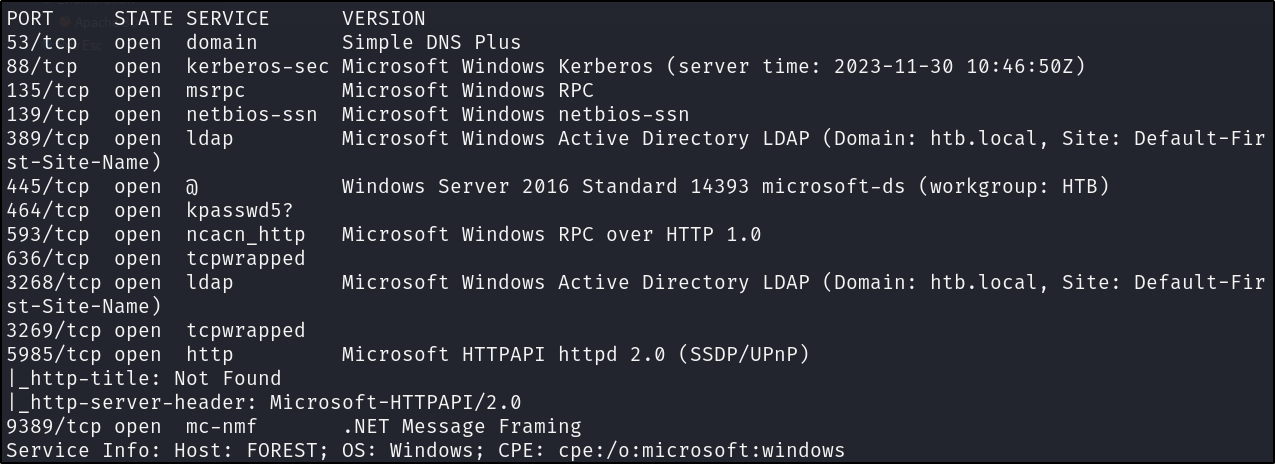 PORT     STATE SERVICE      VERSION
53/tcp   open  domain       Simple DNS Plus
88/tcp   open  kerberos-sec Microsoft Windows Kerberos (server time: 2023-11-30 10:46:50Z)
135/tcp  open  msrpc        Microsoft Windows RPC
139/tcp  open  netbios-ssn  Microsoft Windows netbios-ssn
389/tcp  open  ldap         Microsoft Windows Active Directory LDAP (Domain: htb.local, Site: Default-Fir
st-Site-Name)
445/tcp  open  @            Windows Server 2016 Standard 14393 microsoft-ds (workgroup: HTB)
464/tcp  open  kpasswd5?
593/tcp  open  ncacn_http   Microsoft Windows RPC over HTTP 1.0
636/tcp  open  tcpwrapped
3268/tcp open  ldap         Microsoft Windows Active Directory LDAP (Domain: htb.local, Site: Default-Fir
st-Site-Name)
3269/tcp open  tcpwrapped
5985/tcp open  http         Microsoft HTTPAPI httpd 2.0 (SSDP/UPnP)
|_http-title: Not Found
|_http-server-header: Microsoft-HTTPAPI/2.0
9389/tcp open  mc-nmf       .NET Message Framing
Service Info: Host: FOREST; OS: Windows; CPE: cpe:/o:microsoft:windows